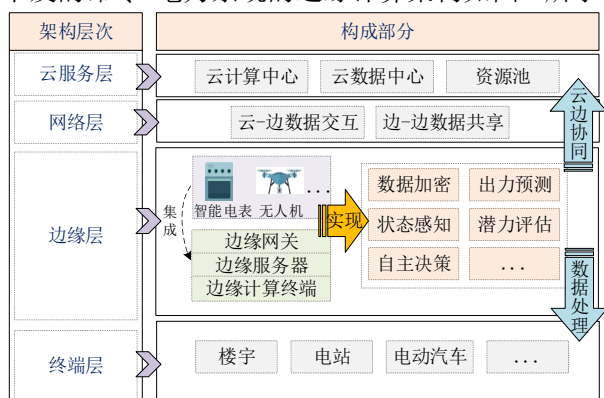 架构层次
构成部分
云服务层
云计算中心
云数据中心
资源池
网络层
云-边数据交互
边-边数据共享
云边协同
边缘层
集成
智能电表
无人机
...
边缘网关
边缘服务器
边缘计算终端
实现
数据加密
出力预测
状态感知
潜力评估
自主决策
...
数据处理
终端层
楼宇
电站
电动汽车
...